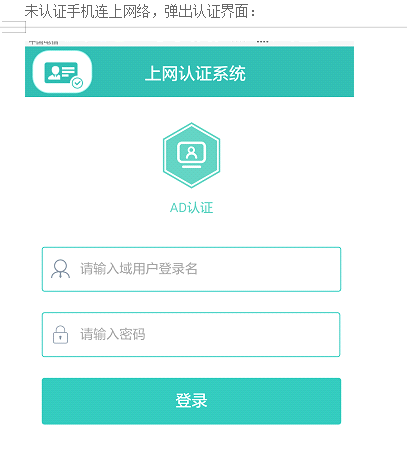 未认证手机连上网络，弹出认证界面：
上网认证系统
AD认证
请输入域用户登录名
请输入密码
登录